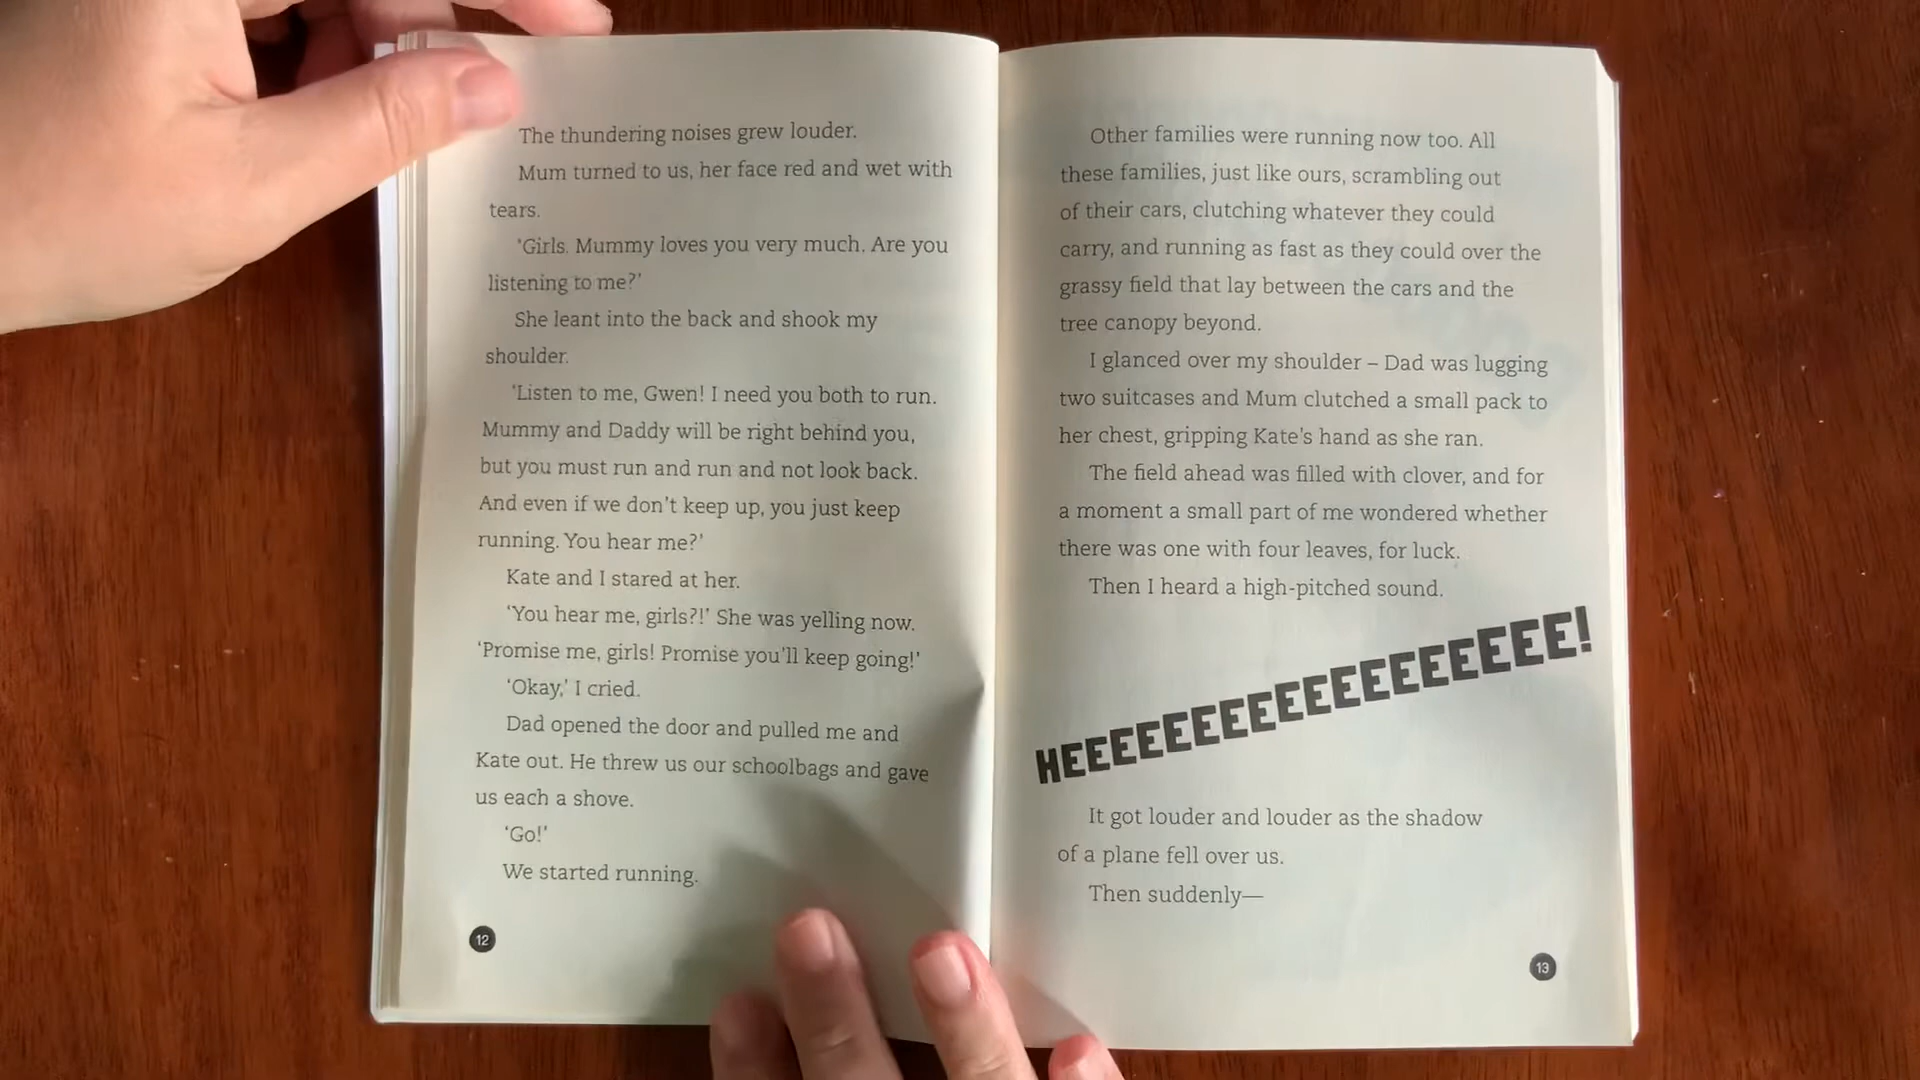 The thundering noises grew louder.
Mum turned to us, her face red and wet with
tears.
‘Girls. Mummy loves you very much. Are you
listening to me?’
She leant into the back and shook my
shoulder.
‘Listen to me, Gwen! I need you both to run.
Mummy and Daddy will be right behind you,
but you must run and run and not look back.
And even if we don’t keep up, you just keep
running. You hear me?’
Kate and I stared at her.
‘You hear me, girls?!’ She was yelling now.
‘Promise me, girls! Promise you’ll keep going!’
‘Okay,’ I cried.
Dad opened the door and pulled me and
Kate out. He threw us our schoolbags and gave
us each a shove.
‘Go!’
We started running.
12
Other families were running now too. All
these families, just like ours, scrambling out
of their cars, clutching whatever they could
carry, and running as fast as they could over the
grassy field that lay between the cars and the
tree canopy beyond.
I glanced over my shoulder – Dad was lugging
two suitcases and Mum clutched a small pack to
her chest, gripping Kate’s hand as she ran.
The field ahead was filled with clover, and for
a moment a small part of me wondered whether
there was one with four leaves, for luck.
Then I heard a high-pitched sound.
HEEEEEEEEEEEEEEEEEEE!
It got louder and louder as the shadow
of a plane fell over us.
Then suddenly—
13